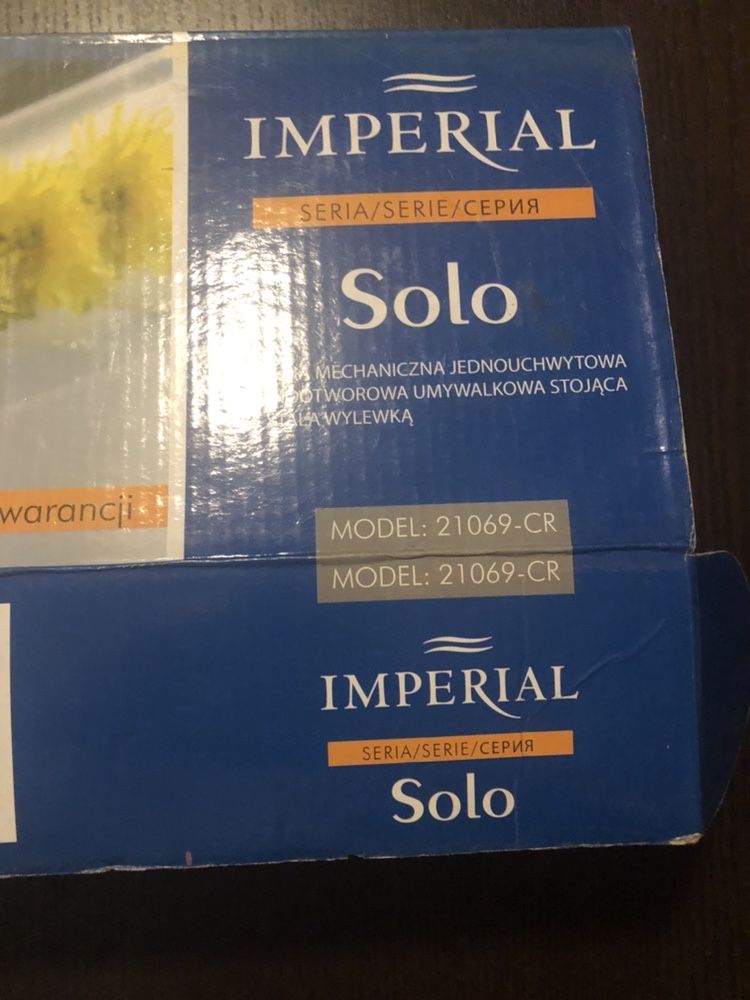 IMPERIAL
SERIA/SERIE/СЕРИЯ
Solo
MECHANICZNA JEDNOUCHWYTOWA
UMYWALKOWA STOJĄCA
WYLEWKĄ
warancji
MODEL: 21069-CR
MODEL: 21069-CR
IMPERIAL
SERIA/SERIE/СЕРИЯ
Solo